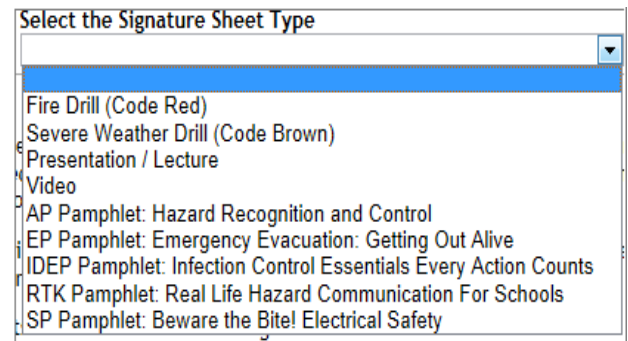 Select the Signature Sheet Type
Fire Drill (Code Red)
Severe Weather Drill (Code Brown)
Presentation / Lecture
Video
AP Pamphlet: Hazard Recognition and Control
EP Pamphlet: Emergency Evacuation: Getting Out Alive
IDEP Pamphlet: Infection Control Essentials Every Action Counts
RTK Pamphlet: Real Life Hazard Communication For Schools
SP Pamphlet: Beware the Bite! Electrical Safety